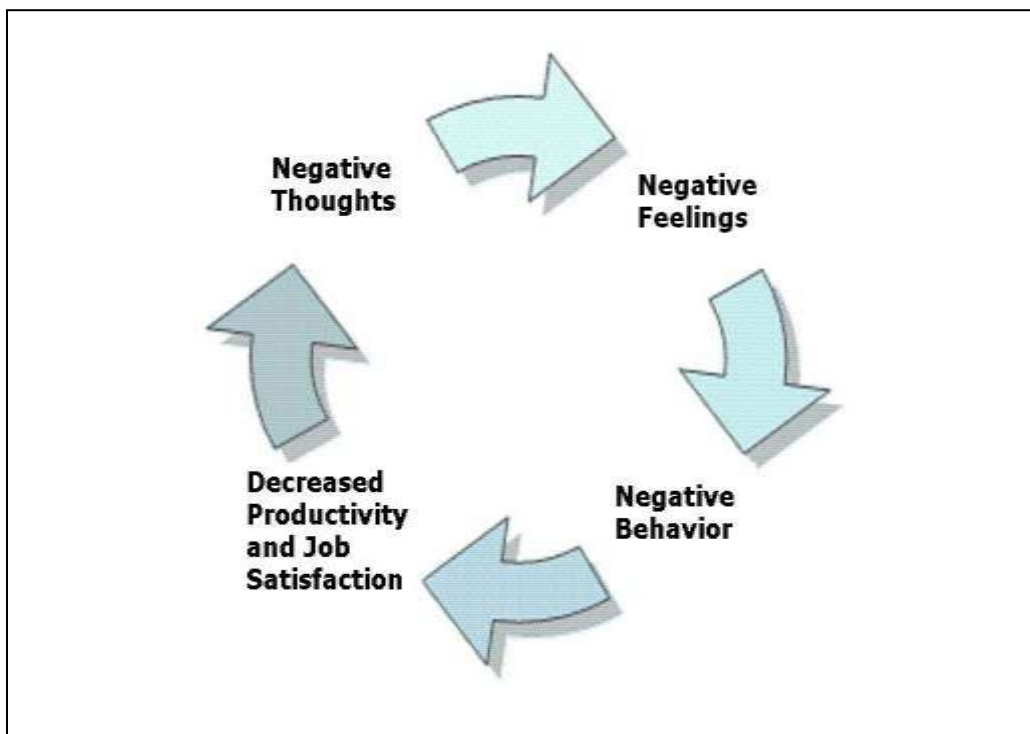 Negative
Thoughts
Negative
Feelings
Negative
Behavior
Decreased
Productivity
and Job
Satisfaction